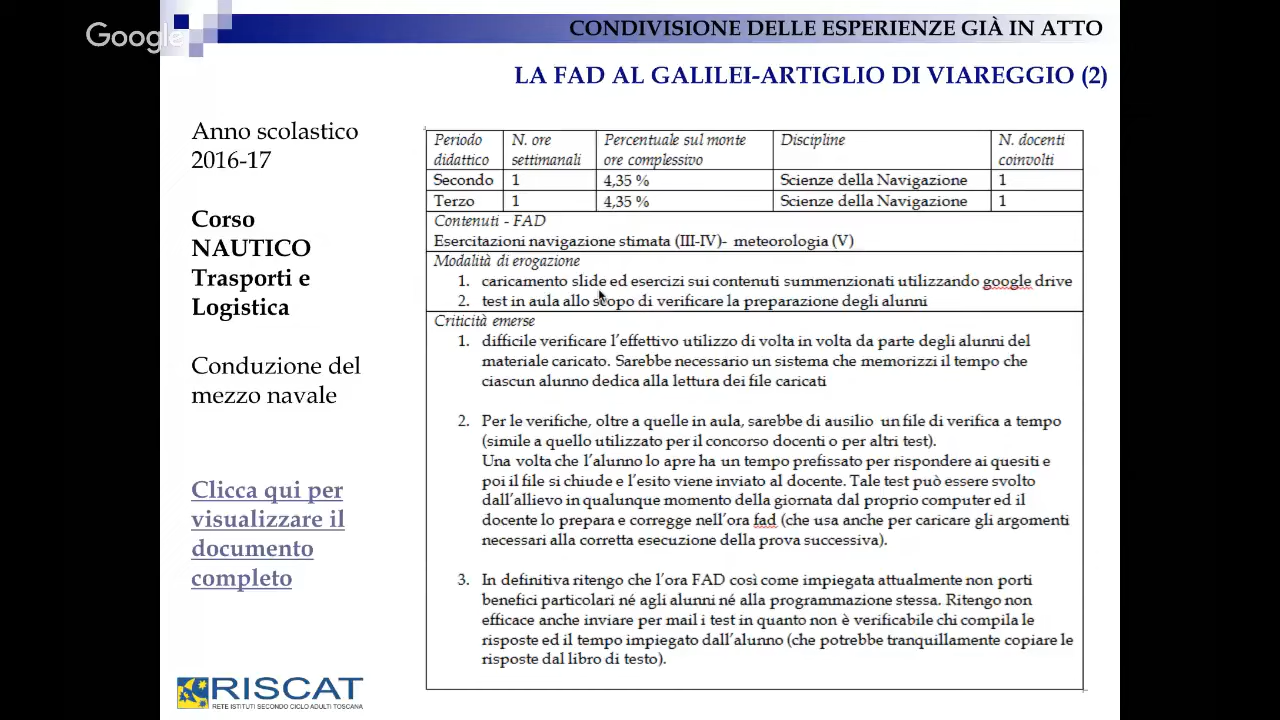 Google
CONDIVISIONE DELLE ESPERIENZE GIÀ IN ATTO
LA FAD AL GALILEI-ARTIGLIO DI VIAREGGIO (2)
Anno scolastico
2016-17
Corso
NAUTICO
Trasporti e
Logistica
Conduzione del
mezzo navale
Clicca qui per
visualizzare il
documento
completo
Periodo didattico N. ore settimanali Percentuale sul monte ore complessivo Discipline N. docenti coinvolti
Secondo 1 4,35 % Scienze della Navigazione 1
Terzo 1 4,35 % Scienze della Navigazione 1
Contenuti - FAD
Esercitazioni navigazione stimata (III-IV)- meteorologia (V)
Modalità di erogazione
1. caricamento slide ed esercizi sui contenuti summenzionati utilizzando google drive
2. test in aula allo scopo di verificare la preparazione degli alunni
Criticità emerse
1. difficile verificare l'effettivo utilizzo di volta in volta da parte degli alunni del
materiale caricato. Sarebbe necessario un sistema che memorizzi il tempo che
ciascun alunno dedica alla lettura dei file caricati
2. Per le verifiche, oltre a quelle in aula, sarebbe di ausilio un file di verifica a tempo
(simile a quello utilizzato per il concorso docenti o per altri test).
Una volta che l'alunno lo apre ha un tempo prefissato per rispondere ai quesiti e
poi il file si chiude e l'esito viene inviato al docente. Tale test può essere svolto
dall'allievo in qualunque momento della giornata dal proprio computer ed il
docente lo prepara e corregge nell'ora fad (che usa anche per caricare gli argomenti
necessari alla corretta esecuzione della prova successiva).
3. In definitiva ritengo che l'ora FAD così come impiegata attualmente non porti
benefici particolari né agli alunni né alla programmazione stessa. Ritengo non
efficace anche inviare per mail i test in quanto non è verificabile chi compila le
risposte ed il tempo impiegato dall'alunno (che potrebbe tranquillamente copiare le
risposte dal libro di testo).
RISCAT
RETE ISTITUTI SECONDO CICLO ADULTI TOSCANA